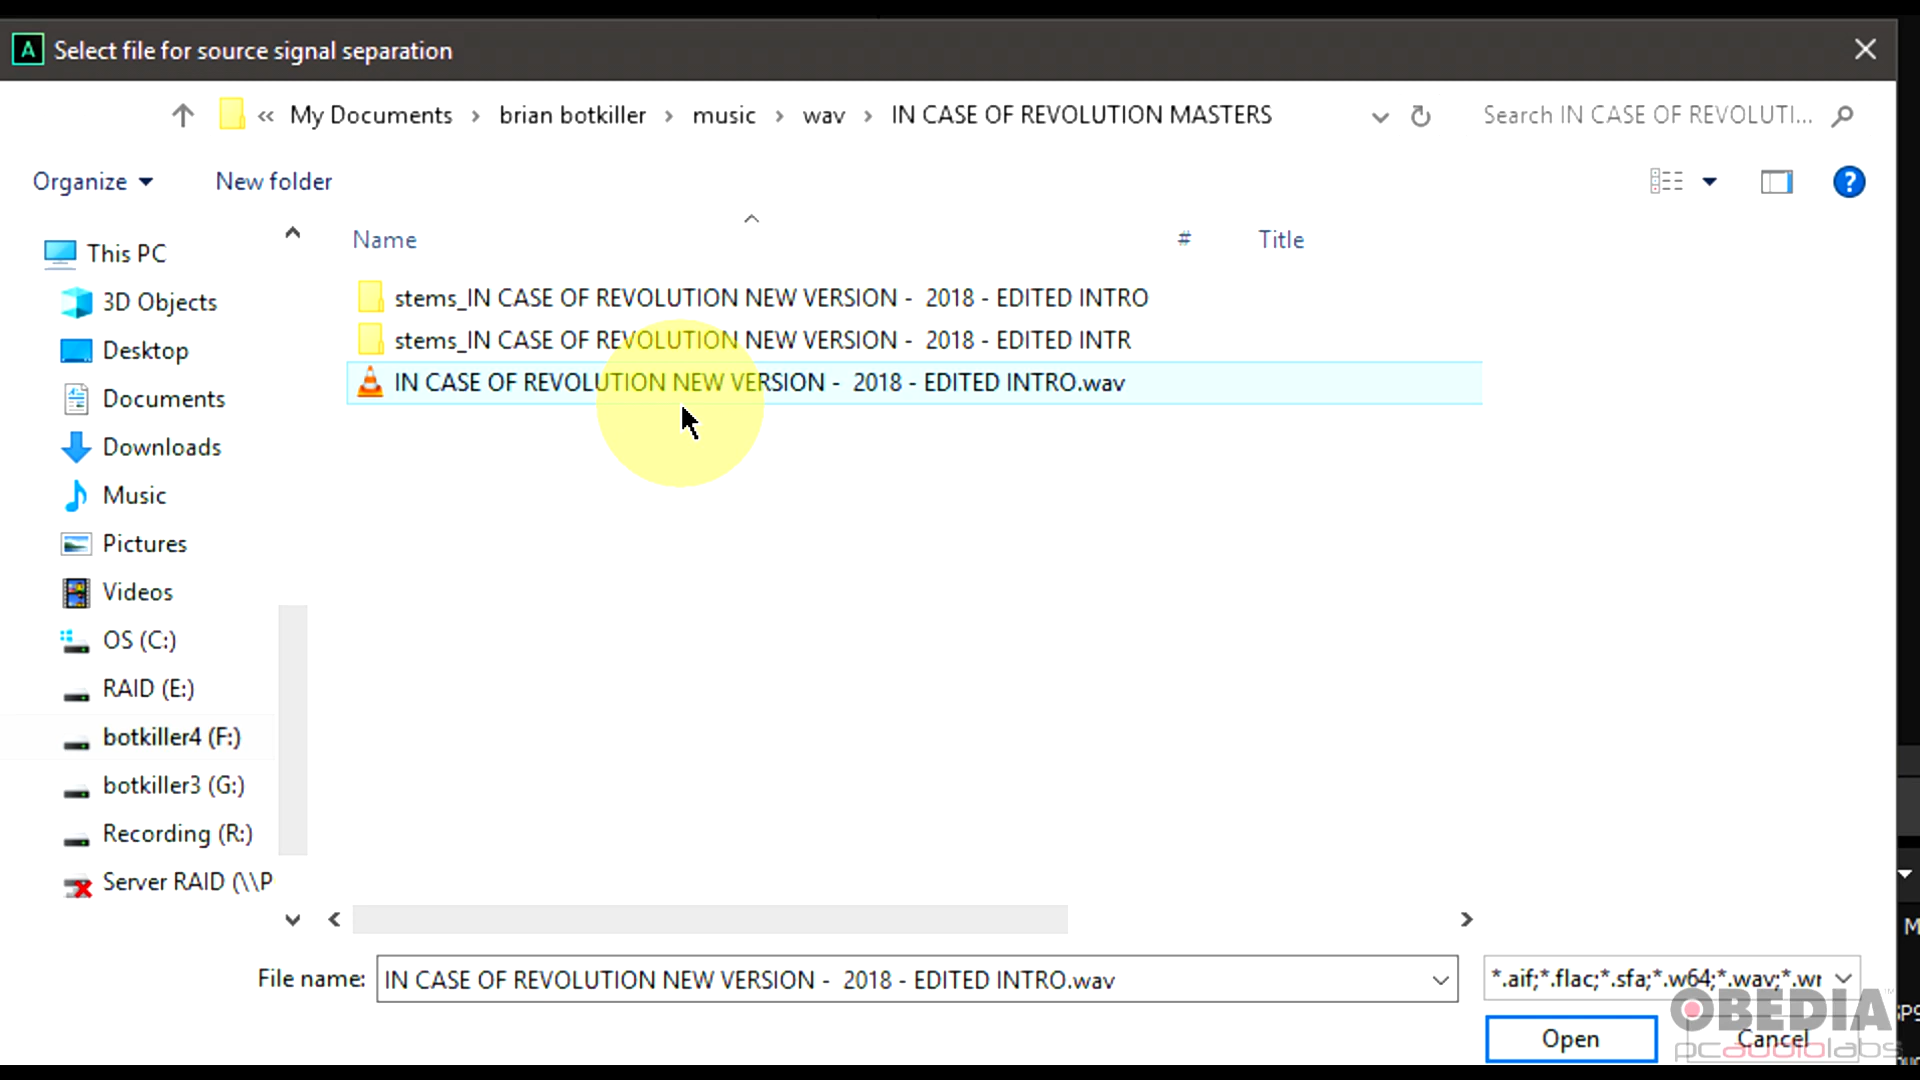 A Select file for source signal separation
« My Documents › brian botkiller › music › wav › IN CASE OF REVOLUTION MASTERS
Search IN CASE OF REVOLUTI...
Organize New folder
?
Name # Title
This PC
3D Objects
Desktop
Documents
Downloads
Music
Pictures
Videos
OS (C:)
RAID (E:)
botkiller4 (F:)
botkiller3 (G:)
Recording (R:)
Server RAID (\\P
stems_IN CASE OF REVOLUTION NEW VERSION -  2018 - EDITED INTRO
stems_IN CASE OF REVOLUTION NEW VERSION -  2018 - EDITED INTR
IN CASE OF REVOLUTION NEW VERSION -  2018 - EDITED INTRO.wav
File name: IN CASE OF REVOLUTION NEW VERSION -  2018 - EDITED INTRO.wav
*.aif;*.flac;*.sfa;*.w64;*.wav;*.wr
Open Cancel
OBEDIA
pcaudiolabs